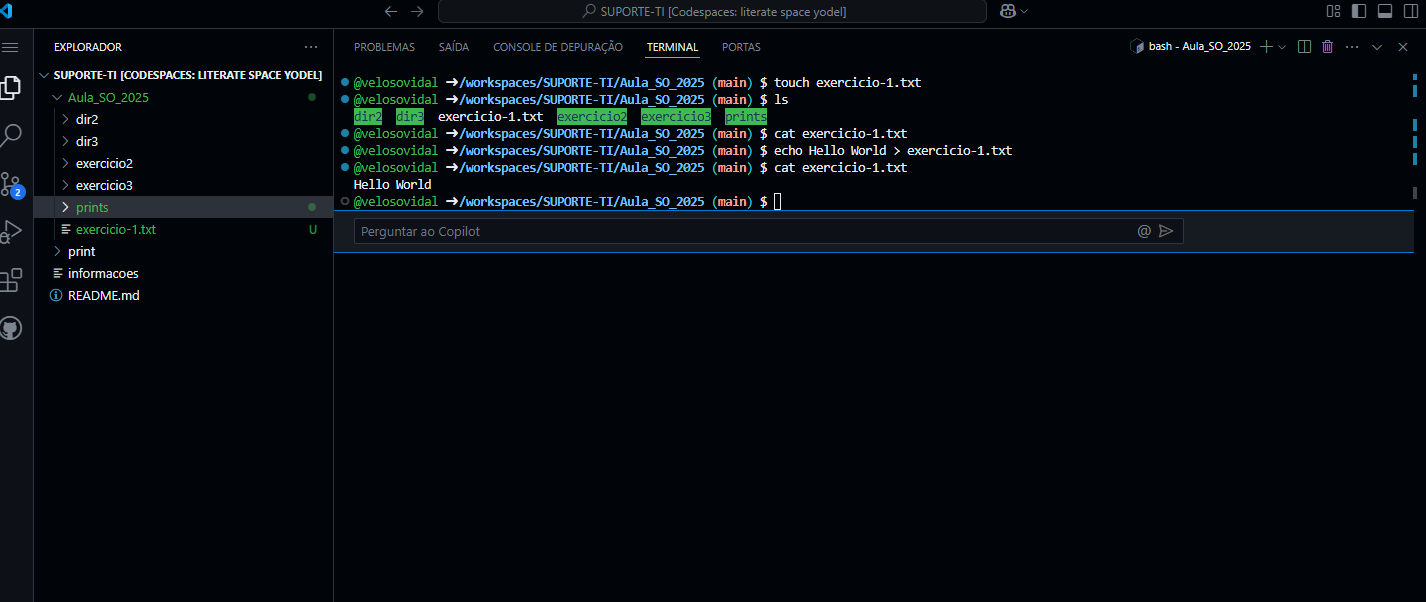 SUPORTE-TI [Codespaces: literate space yodel]
EXPLORADOR
SUPORTE-TI [CODESPACES: LITERATE SPACE YODEL]
Aula_SO_2025
dir2
dir3
exercicio2
exercicio3
prints
exercicio-1.txt U
print
informacoes
README.md
2
PROBLEMAS SAÍDA CONSOLE DE DEPURAÇÃO TERMINAL PORTAS
bash - Aula_SO_2025
@velosovidal ➜/workspaces/SUPORTE-TI/Aula_SO_2025 (main) $ touch exercicio-1.txt
@velosovidal ➜/workspaces/SUPORTE-TI/Aula_SO_2025 (main) $ ls
dir2 dir3 exercicio-1.txt exercicio2 exercicio3 prints
@velosovidal ➜/workspaces/SUPORTE-TI/Aula_SO_2025 (main) $ cat exercicio-1.txt
@velosovidal ➜/workspaces/SUPORTE-TI/Aula_SO_2025 (main) $ echo Hello World > exercicio-1.txt
@velosovidal ➜/workspaces/SUPORTE-TI/Aula_SO_2025 (main) $ cat exercicio-1.txt
Hello World
@velosovidal ➜/workspaces/SUPORTE-TI/Aula_SO_2025 (main) $
Perguntar ao Copilot @